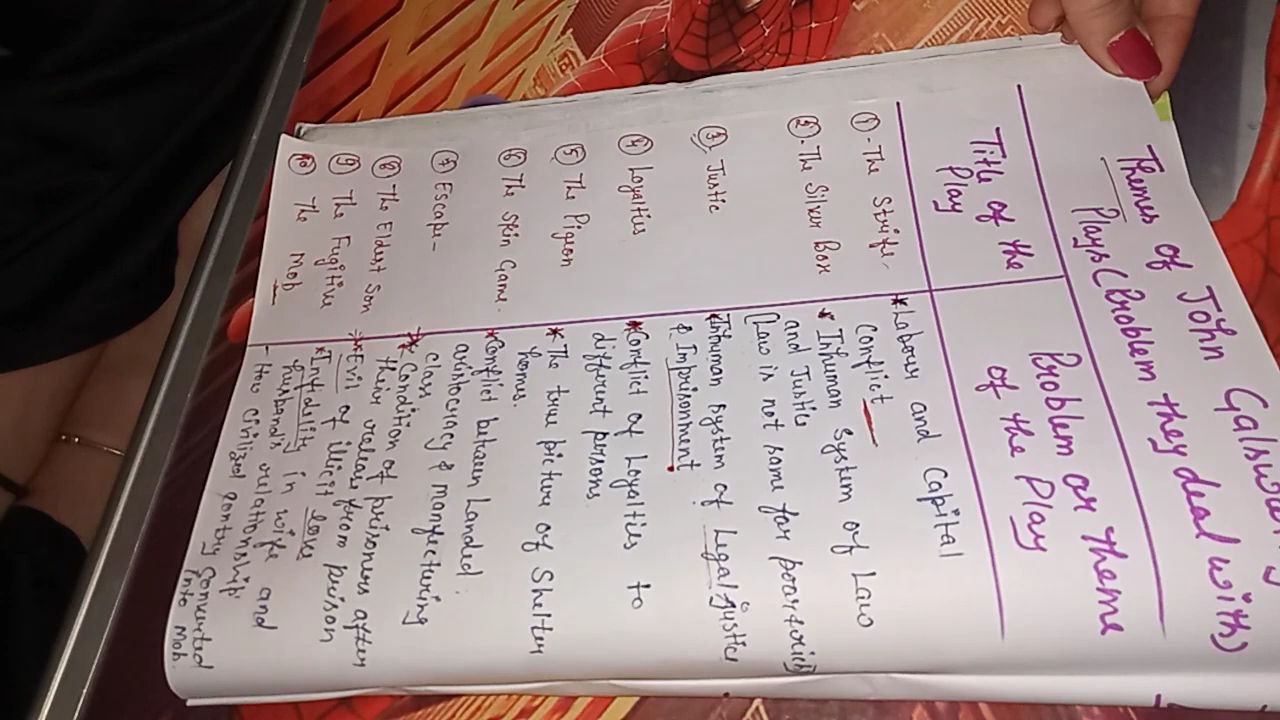 Themes of John Galswor
Plays (Problem they deal with)
Title of the
Play
Problem or Theme
of the Play
① - The Strife -
* Labour and Capital
Conflict
② - The Silver Box
* Inhuman System of Law
and Justice
(Law is not same for poor & rich)
③ Justic
* Inhuman System of Legal Justice
& Imprisonment
④ Loyalties
* Conflict of Loyalties to
different persons
⑤ The Pigeon
* The true picture of Shelter
homes.
⑥ The Skin Game.
* Conflict between Landed
aristocracy & manfecturing
class
⑦ Escape -
* Condition of prisoners after
their release from prison
⑧ The Eldest Son
* Evil of illicit love
⑨ The Fugitive
* Infidility in wife and
husband's relationship
⑩ The Mob
- How civilized gentry converted
into Mob.